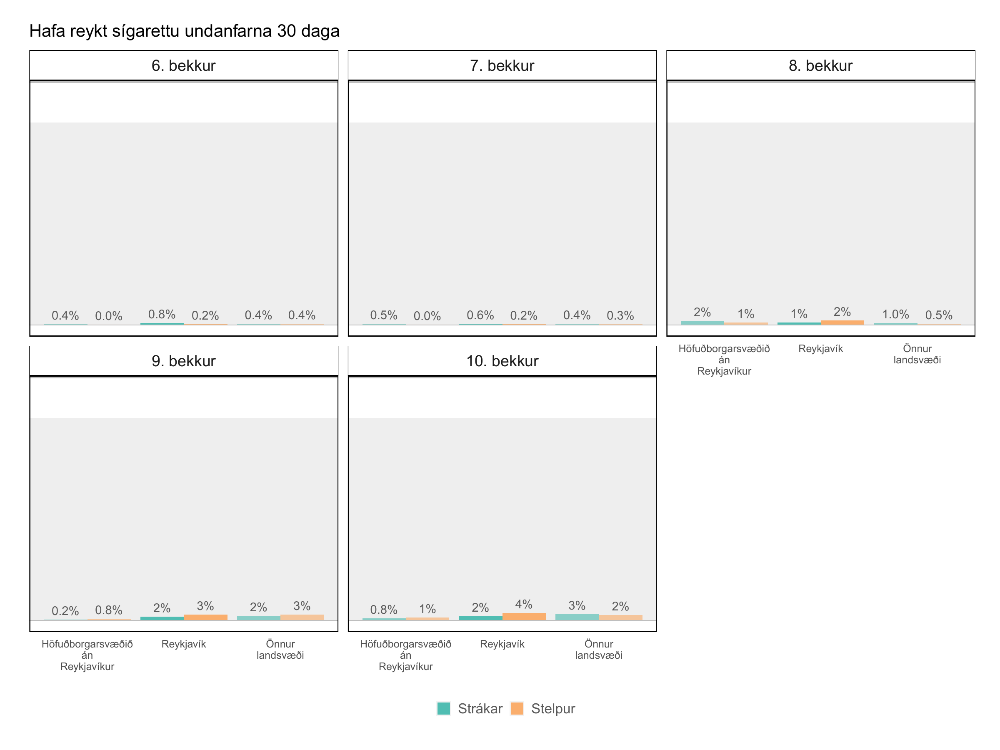 Hafa reykt sígarettu undanfarna 30 daga
6. bekkur
7. bekkur
8. bekkur
0.4% 0.0% 0.8% 0.2% 0.4% 0.4%
0.5% 0.0% 0.6% 0.2% 0.4% 0.3%
2% 1% 1% 2% 1.0% 0.5%
Höfuðborgarsvæðið
án
Reykjavíkur
Reykjavík
Önnur
landsvæði
9. bekkur
10. bekkur
0.2% 0.8% 2% 3% 2% 3%
0.8% 1% 2% 4% 3% 2%
Höfuðborgarsvæðið
án
Reykjavíkur
Reykjavík
Önnur
landsvæði
Höfuðborgarsvæðið
án
Reykjavíkur
Reykjavík
Önnur
landsvæði
Strákar Stelpur